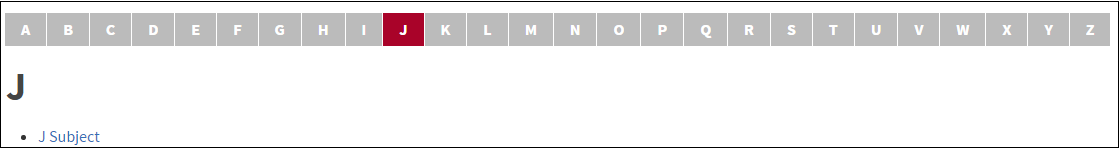 A B C D E F G H I J K L M N O P Q R S T U V W X Y Z
J
J Subject